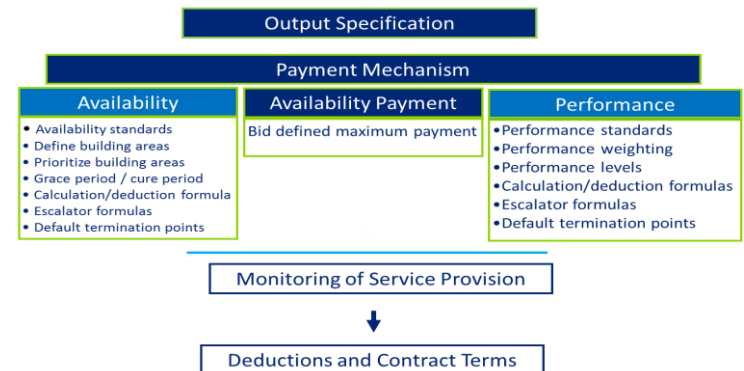 Output Specification
Payment Mechanism
Availability
• Availability standards
• Define building areas
• Prioritize building areas
• Grace period / cure period
• Calculation/deduction formula
• Escalator formulas
• Default termination points
Availability Payment
Bid defined maximum payment
Performance
•Performance standards
•Performance weighting
•Performance levels
•Calculation/deduction formulas
•Escalator formulas
•Default termination points
Monitoring of Service Provision
Deductions and Contract Terms